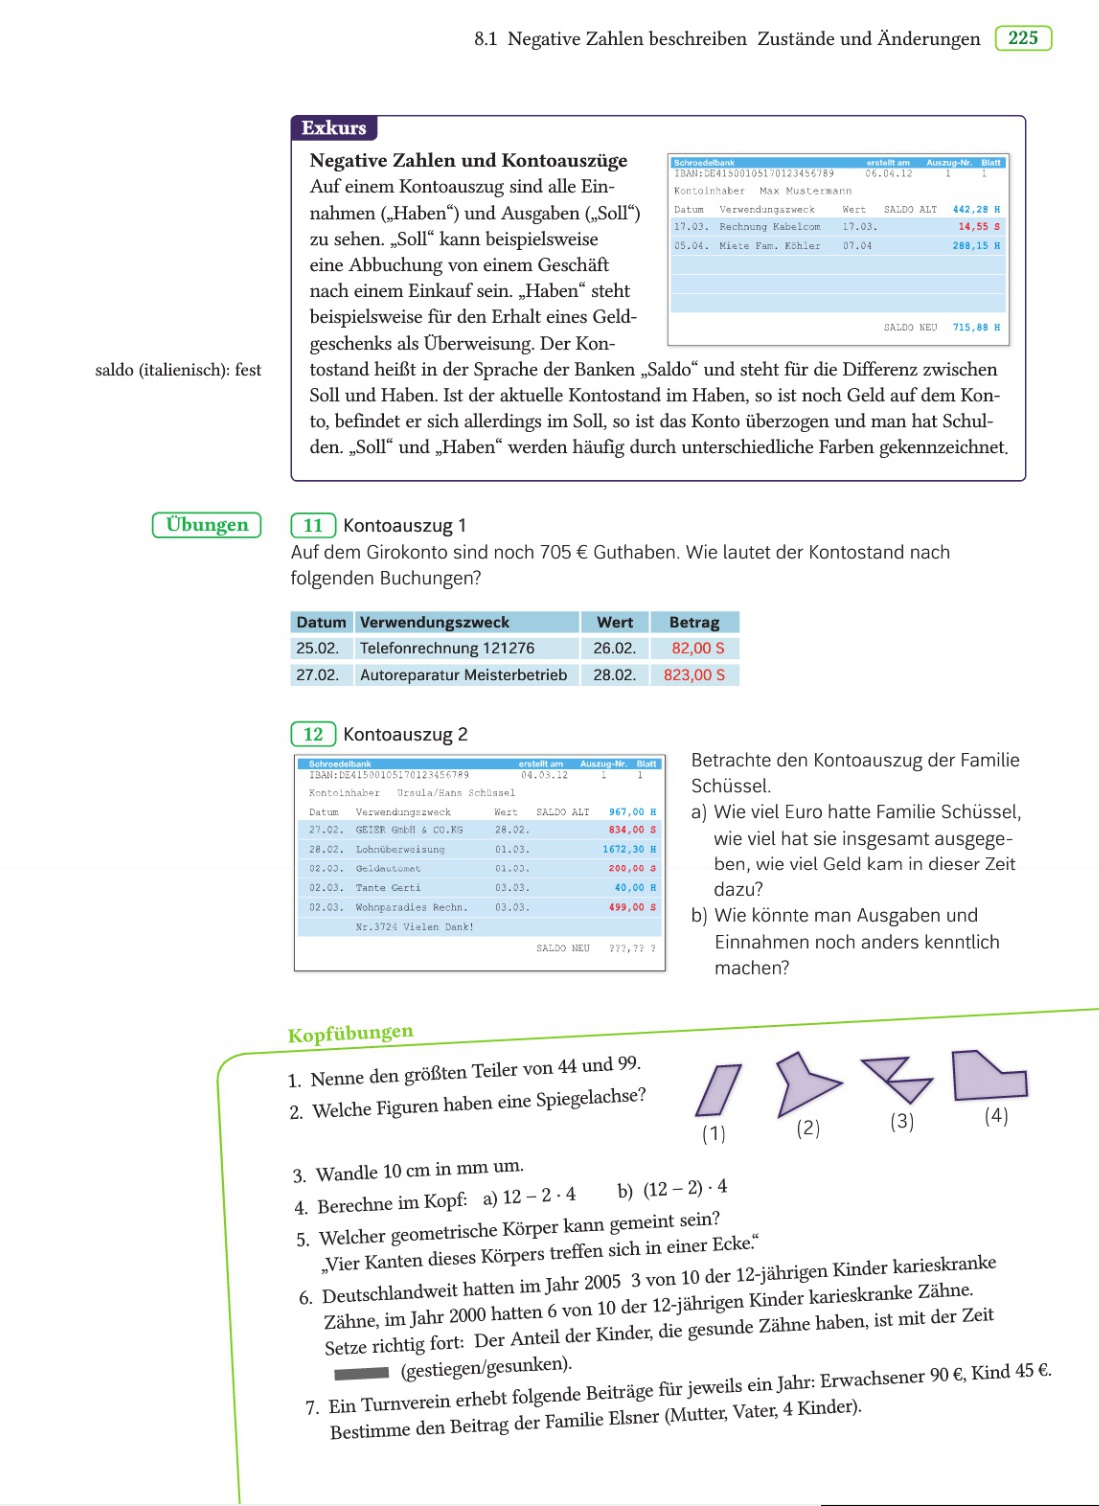 8.1 Negative Zahlen beschreiben Zustände und Änderungen 225
Exkurs
Negative Zahlen und Kontoauszüge
Auf einem Kontoauszug sind alle Ein-
nahmen („Haben“) und Ausgaben („Soll“)
zu sehen. „Soll“ kann beispielsweise
eine Abbuchung von einem Geschäft
nach einem Einkauf sein. „Haben“ steht
beispielsweise für den Erhalt eines Geld-
geschenks als Überweisung. Der Kon-
tostand heißt in der Sprache der Banken „Saldo“ und steht für die Differenz zwischen
Soll und Haben. Ist der aktuelle Kontostand im Haben, so ist noch Geld auf dem Kon-
to, befindet er sich allerdings im Soll, so ist das Konto überzogen und man hat Schul-
den. „Soll“ und „Haben“ werden häufig durch unterschiedliche Farben gekennzeichnet.
Schroedelbank erstellt am Auszug-Nr. Blatt
IBAN:DE41500105170123456789 06.04.12 1 1
Kontoinhaber Max Mustermann
Datum Verwendungszweck Wert SALDO ALT 442,28 H
17.03. Rechnung Kabelcom 17.03. 14,55 S
05.04. Miete Fam. Köhler 07.04 288,15 H
SALDO NEU 715,88 H
saldo (italienisch): fest
Übungen
11 Kontoauszug 1
Auf dem Girokonto sind noch 705 € Guthaben. Wie lautet der Kontostand nach
folgenden Buchungen?
Datum Verwendungszweck Wert Betrag
25.02. Telefonrechnung 121276 26.02. 82,00 S
27.02. Autoreparatur Meisterbetrieb 28.02. 823,00 S
12 Kontoauszug 2
Schroedelbank erstellt am Auszug-Nr. Blatt
IBAN:DE41500105170123456789 04.03.12 1 1
Kontoinhaber Ursula/Hans Schüssel
Datum Verwendungszweck Wert SALDO ALT 967,00 H
27.02. GEIER GmbH & CO.KG 28.02. 834,00 S
28.02. Lohnüberweisung 01.03. 1672,30 H
02.03. Geldautomat 01.03. 200,00 S
02.03. Tante Gerti 03.03. 40,00 H
02.03. Wohnparadies Rechn. 03.03. 499,00 S
Nr.3724 Vielen Dank!
SALDO NEU ???,?? ?
Betrachte den Kontoauszug der Familie
Schüssel.
a) Wie viel Euro hatte Familie Schüssel,
wie viel hat sie insgesamt ausgege-
ben, wie viel Geld kam in dieser Zeit
dazu?
b) Wie könnte man Ausgaben und
Einnahmen noch anders kenntlich
machen?
Kopfübungen
1. Nenne den größten Teiler von 44 und 99.
2. Welche Figuren haben eine Spiegelachse?
(1) (2) (3) (4)
3. Wandle 10 cm in mm um.
4. Berechne im Kopf: a) 12 – 2 · 4 b) (12 – 2) · 4
5. Welcher geometrische Körper kann gemeint sein?
„Vier Kanten dieses Körpers treffen sich in einer Ecke.“
6. Deutschlandweit hatten im Jahr 2005 3 von 10 der 12-jährigen Kinder karieskranke
Zähne, im Jahr 2000 hatten 6 von 10 der 12-jährigen Kinder karieskranke Zähne.
Setze richtig fort: Der Anteil der Kinder, die gesunde Zähne haben, ist mit der Zeit
(gestiegen/gesunken).
7. Ein Turnverein erhebt folgende Beiträge für jeweils ein Jahr: Erwachsener 90 €, Kind 45 €.
Bestimme den Beitrag der Familie Elsner (Mutter, Vater, 4 Kinder).